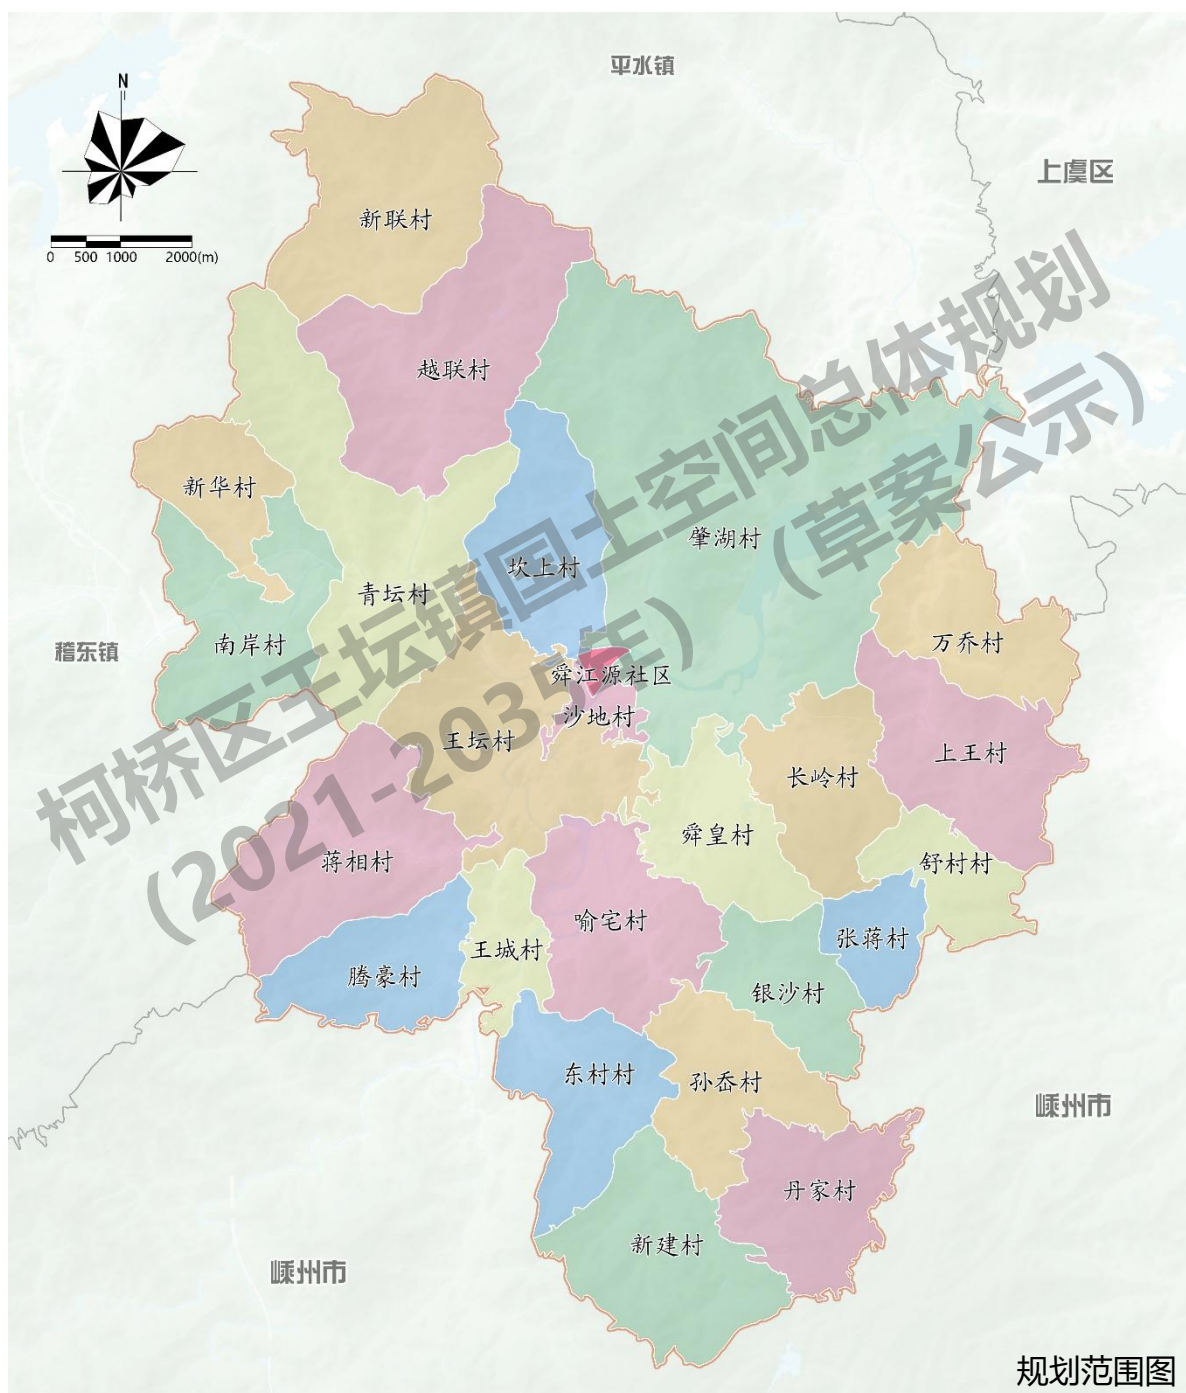 平水镇
N
上虞区
新联村
0 500 1000 2000(m)
越联村
新华村
肇湖村
坎上村
青坛村
南岸村
万乔村
稽东镇
舜江源社区
沙地村
王坛村
上王村
长岭村
舜皇村
蒋相村
舒村村
喻宅村
张蒋村
王城村
腾豪村
银沙村
东村村
孙岙村
嵊州市
丹家村
新建村
嵊州市
规划范围图
柯桥区王坛镇国土空间总体规划
(2021-2035年)
(草案公示)